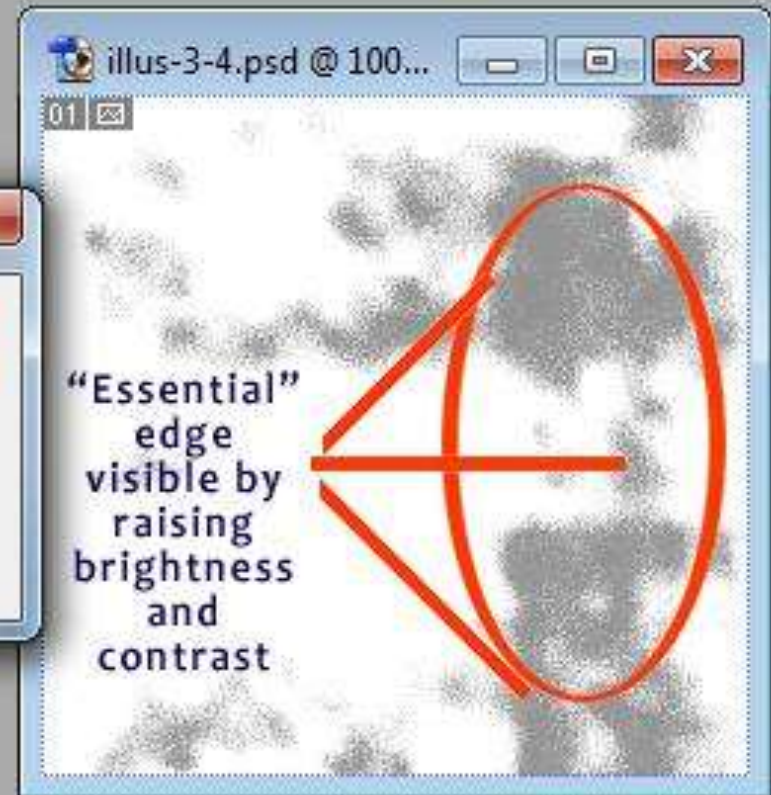 illus-3-4.psd @ 100...
01
“Essential”
edge
visible by
raising
brightness
and
contrast